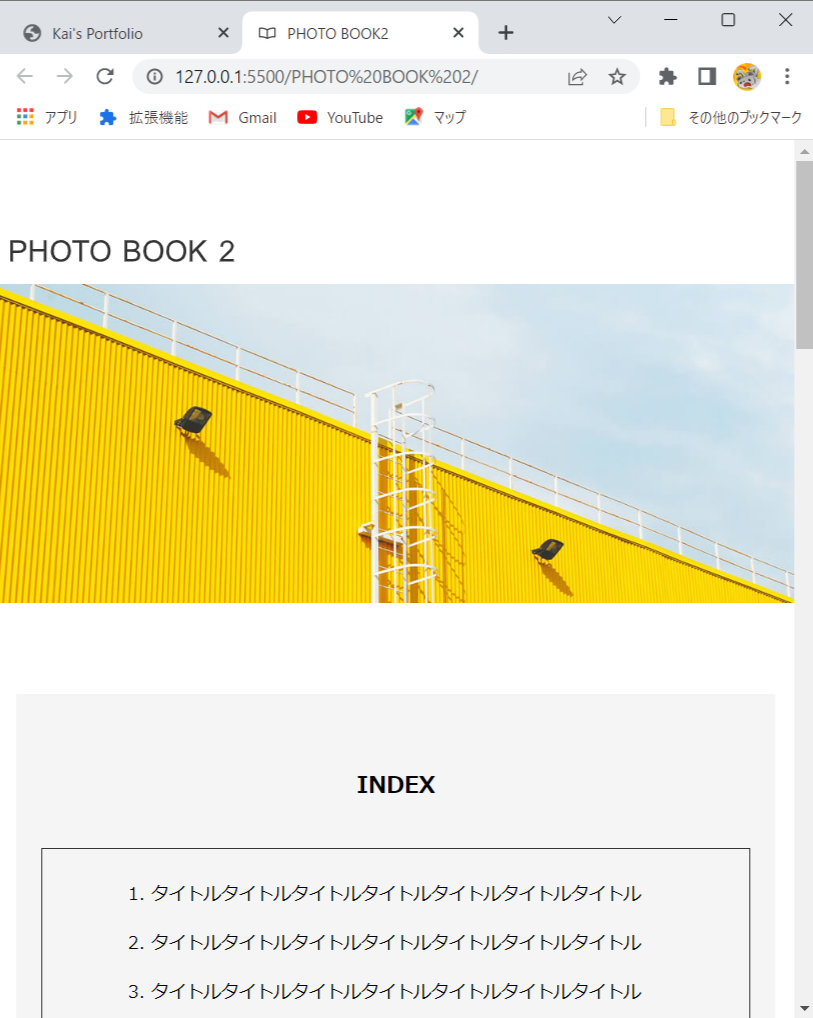 Kai's Portfolio
PHOTO BOOK2
127.0.0.1:5500/PHOTO%20BOOK%202/
アプリ
拡張機能
Gmail
YouTube
マップ
その他のブックマーク
PHOTO BOOK 2
INDEX
1. タイトルタイトルタイトルタイトルタイトルタイトルタイトル
2. タイトルタイトルタイトルタイトルタイトルタイトルタイトル
3. タイトルタイトルタイトルタイトルタイトルタイトルタイトル